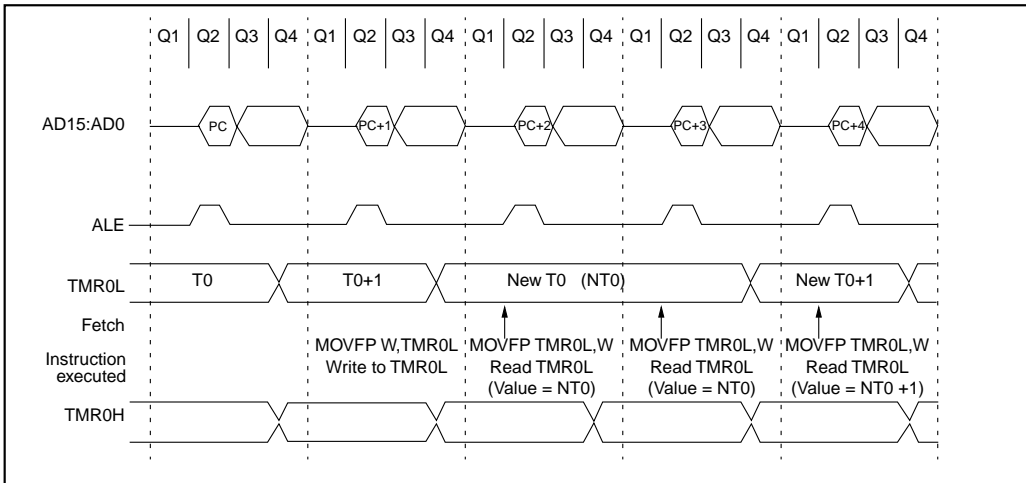 Q1 Q2 Q3 Q4 Q1 Q2 Q3 Q4 Q1 Q2 Q3 Q4 Q1 Q2 Q3 Q4 Q1 Q2 Q3 Q4
AD15:AD0 PC PC+1 PC+2 PC+3 PC+4
ALE
TMR0L T0 T0+1 New T0 (NT0) New T0+1
Fetch
MOVFP W,TMR0L MOVFP TMR0L,W MOVFP TMR0L,W MOVFP TMR0L,W
Instruction executed
Write to TMR0L Read TMR0L Read TMR0L Read TMR0L
(Value = NT0) (Value = NT0) (Value = NT0 +1)
TMR0H